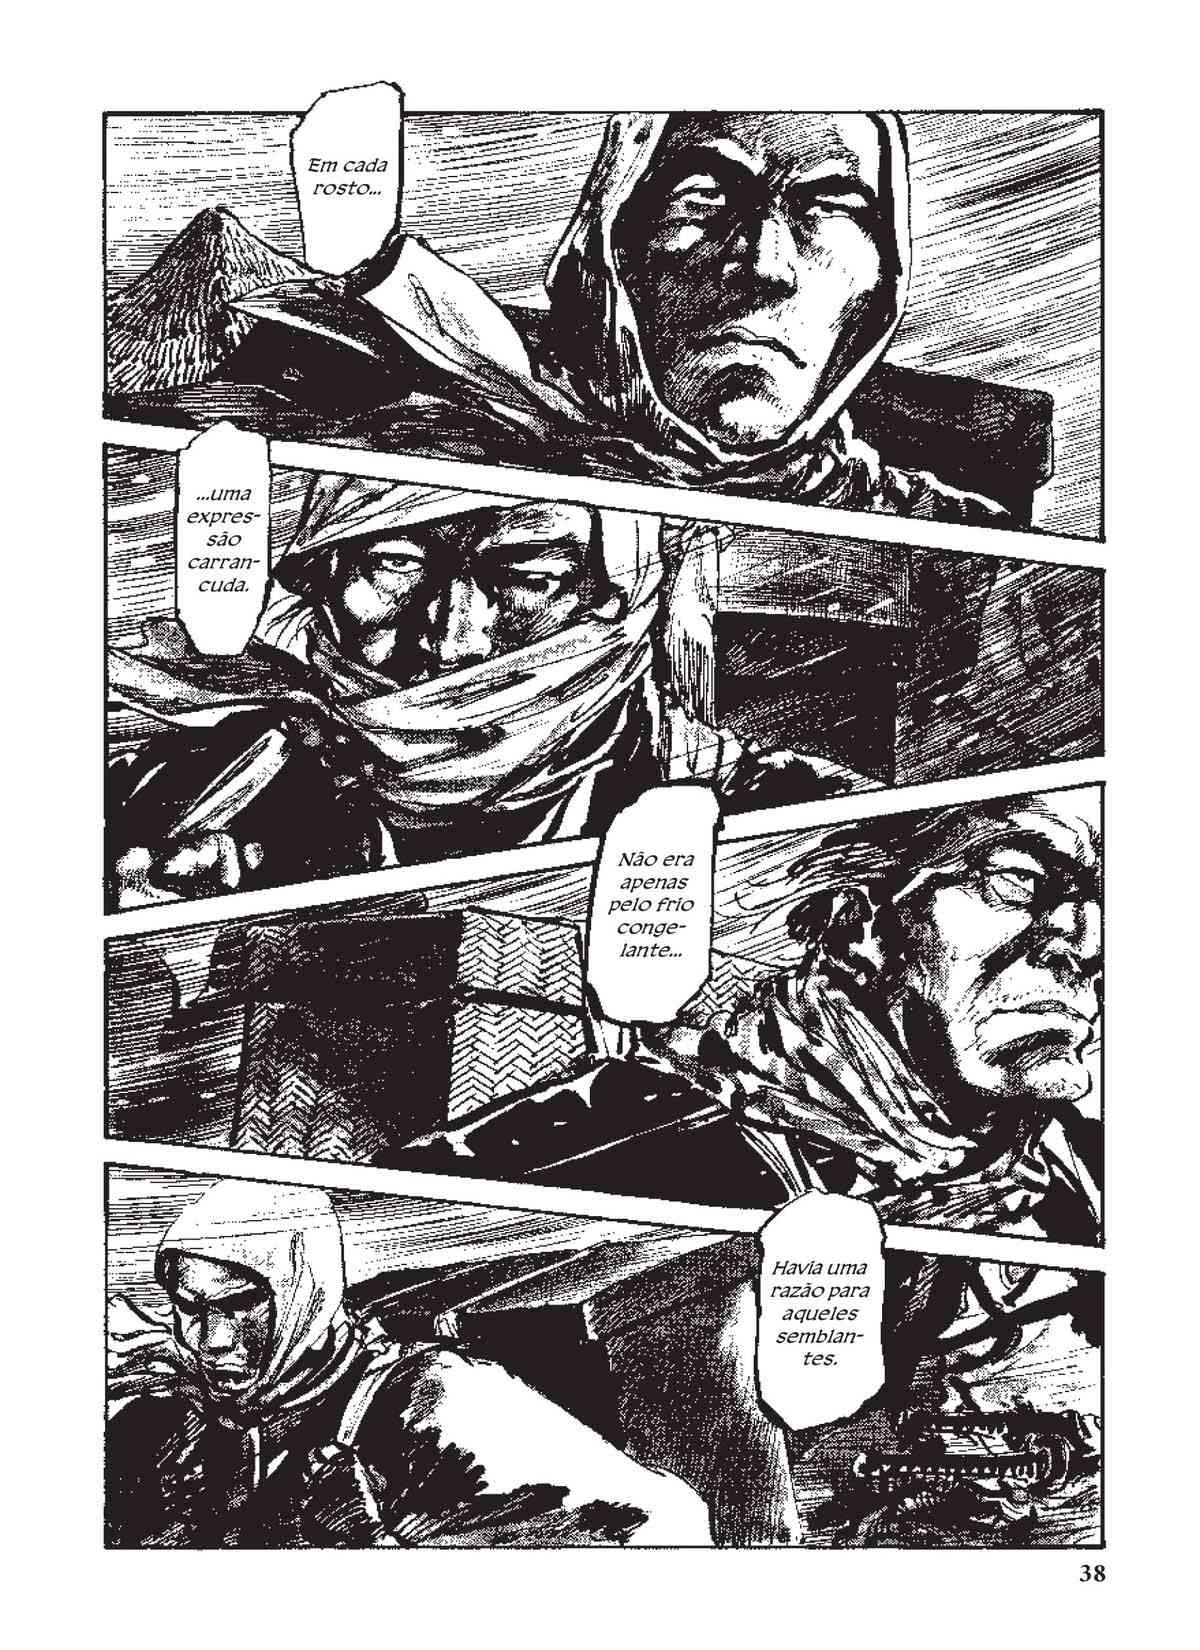 Em cada
rosto...
...uma
expres-
são
carran-
cuda.
Não era
apenas
pelo frio
conge-
lante...
Havia uma
razão para
aqueles
semblan-
tes.
38